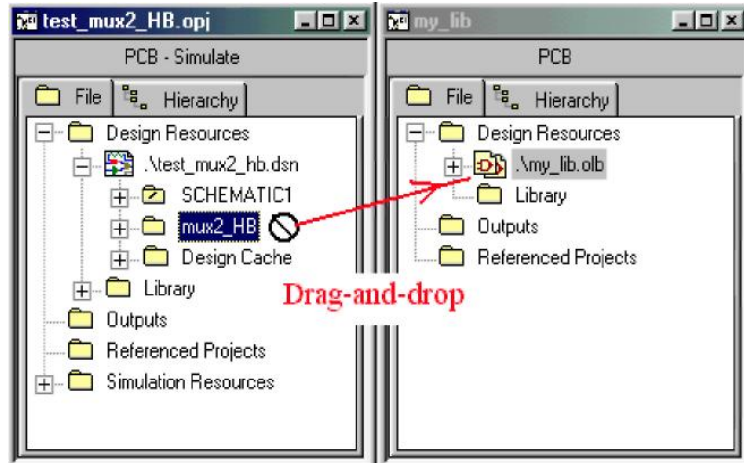 test_mux2_HB.opj
PCB - Simulate
File Hierarchy
Design Resources
.\test_mux2_hb.dsn
SCHEMATIC1
mux2_HB
Design Cache
Library
Outputs
Referenced Projects
Simulation Resources
my_lib
PCB
File Hierarchy
Design Resources
.\my_lib.olb
Library
Outputs
Referenced Projects
Drag-and-drop